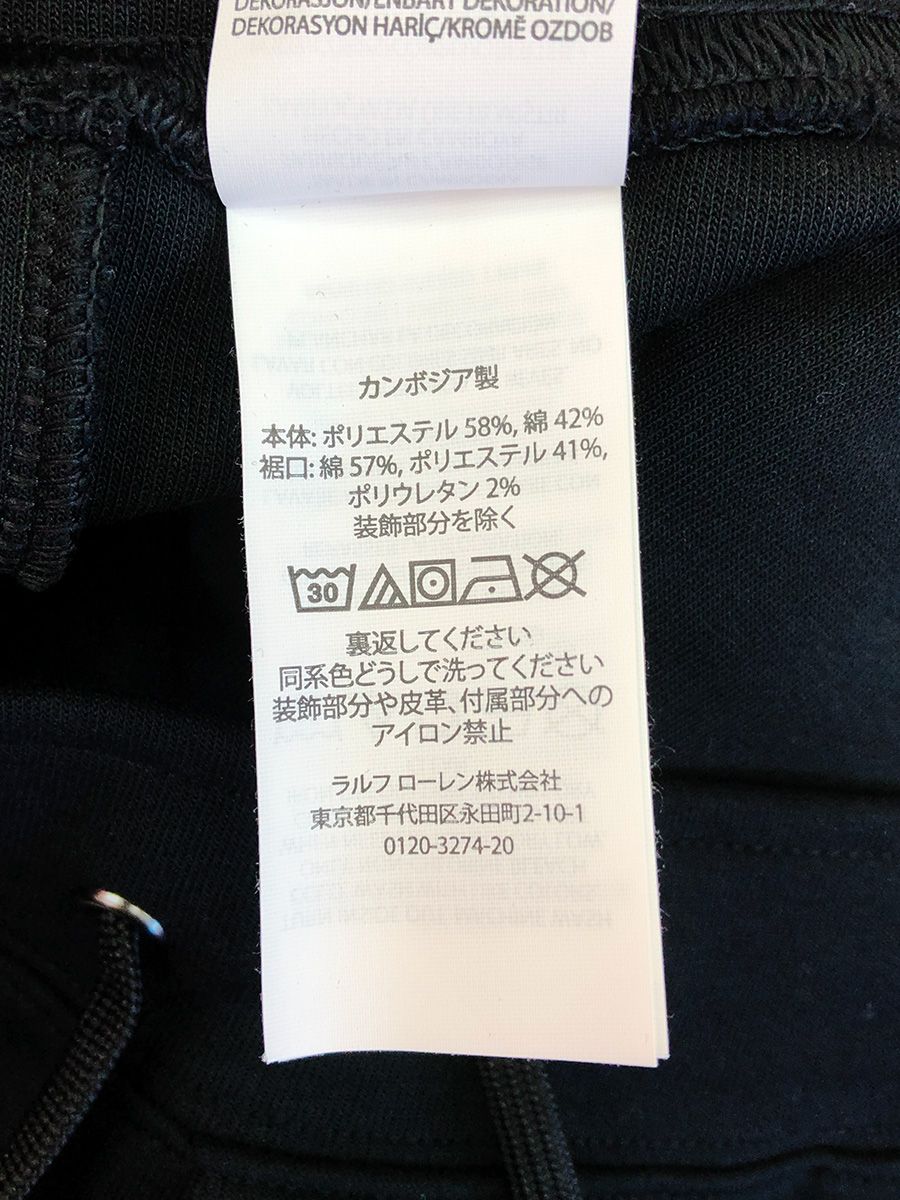 DEKORASJON/ENBART DEKORATION/
DEKORASYON HARİÇ/KROMĚ OZDOB
カンボジア製
本体: ポリエステル 58%, 綿 42%
裾口: 綿 57%, ポリエステル 41%,
ポリウレタン 2%
装飾部分を除く
30
裏返してください
同系色どうしで洗ってください
装飾部分や皮革、付属部分への
アイロン禁止
ラルフ ローレン株式会社
東京都千代田区永田町2-10-1
0120-3274-20